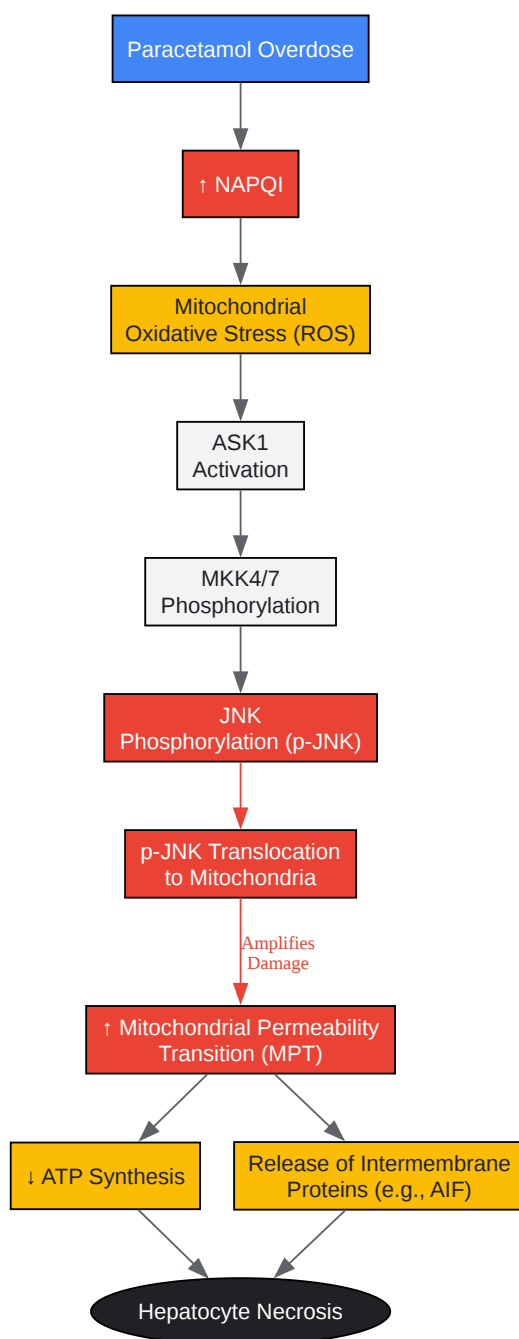 Paracetamol Overdose
↑ NAPQI
Mitochondrial
Oxidative Stress (ROS)
ASK1
Activation
MKK4/7
Phosphorylation
JNK
Phosphorylation (p-JNK)
p-JNK Translocation
to Mitochondria
Amplifies
Damage
↑ Mitochondrial Permeability
Transition (MPT)
↓ ATP Synthesis
Release of Intermembrane
Proteins (e.g., AIF)
Hepatocyte Necrosis